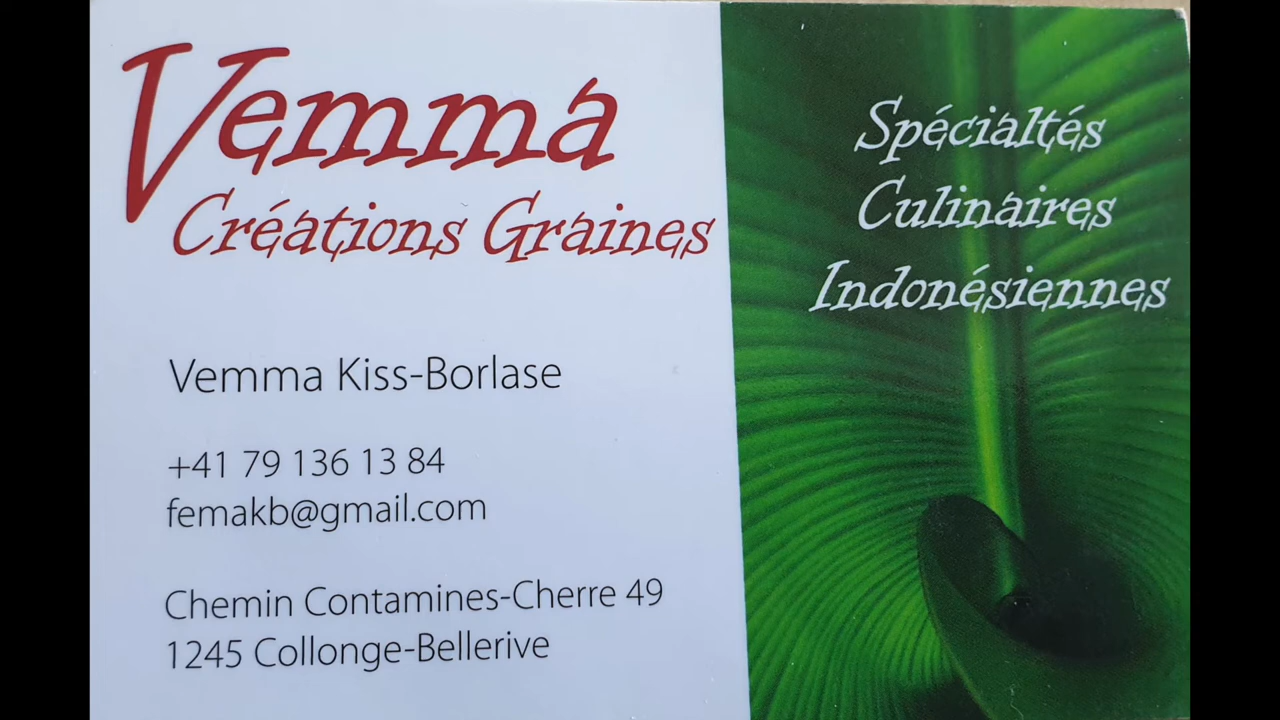 Vemma
Créations Graines
Vemma Kiss-Borlase
+41 79 136 13 84
femakb@gmail.com
Chemin Contamines-Cherre 49
1245 Collonge-Bellerive
Spécialtés
Culinaires
Indonésiennes